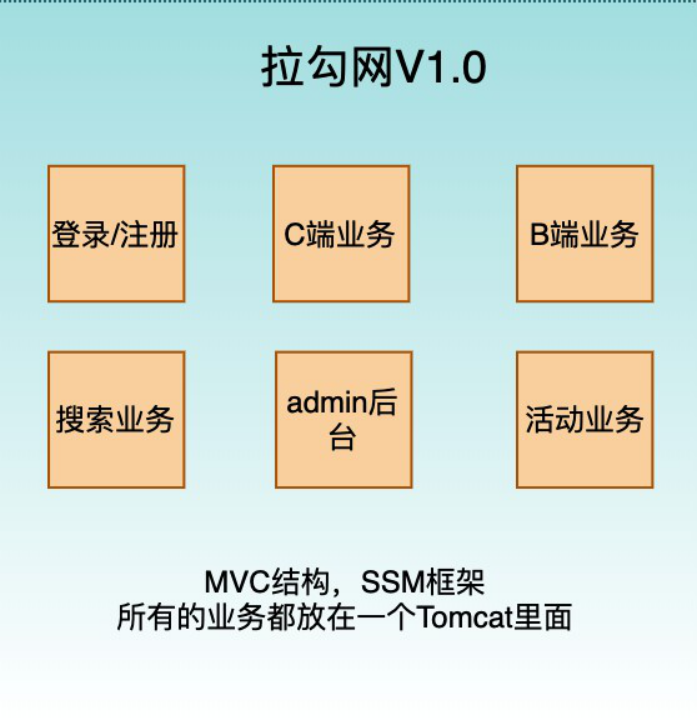 拉勾网V1.0
登录/注册
C端业务
B端业务
搜索业务
admin后
台
活动业务
MVC结构，SSM框架
所有的业务都放在一个Tomcat里面